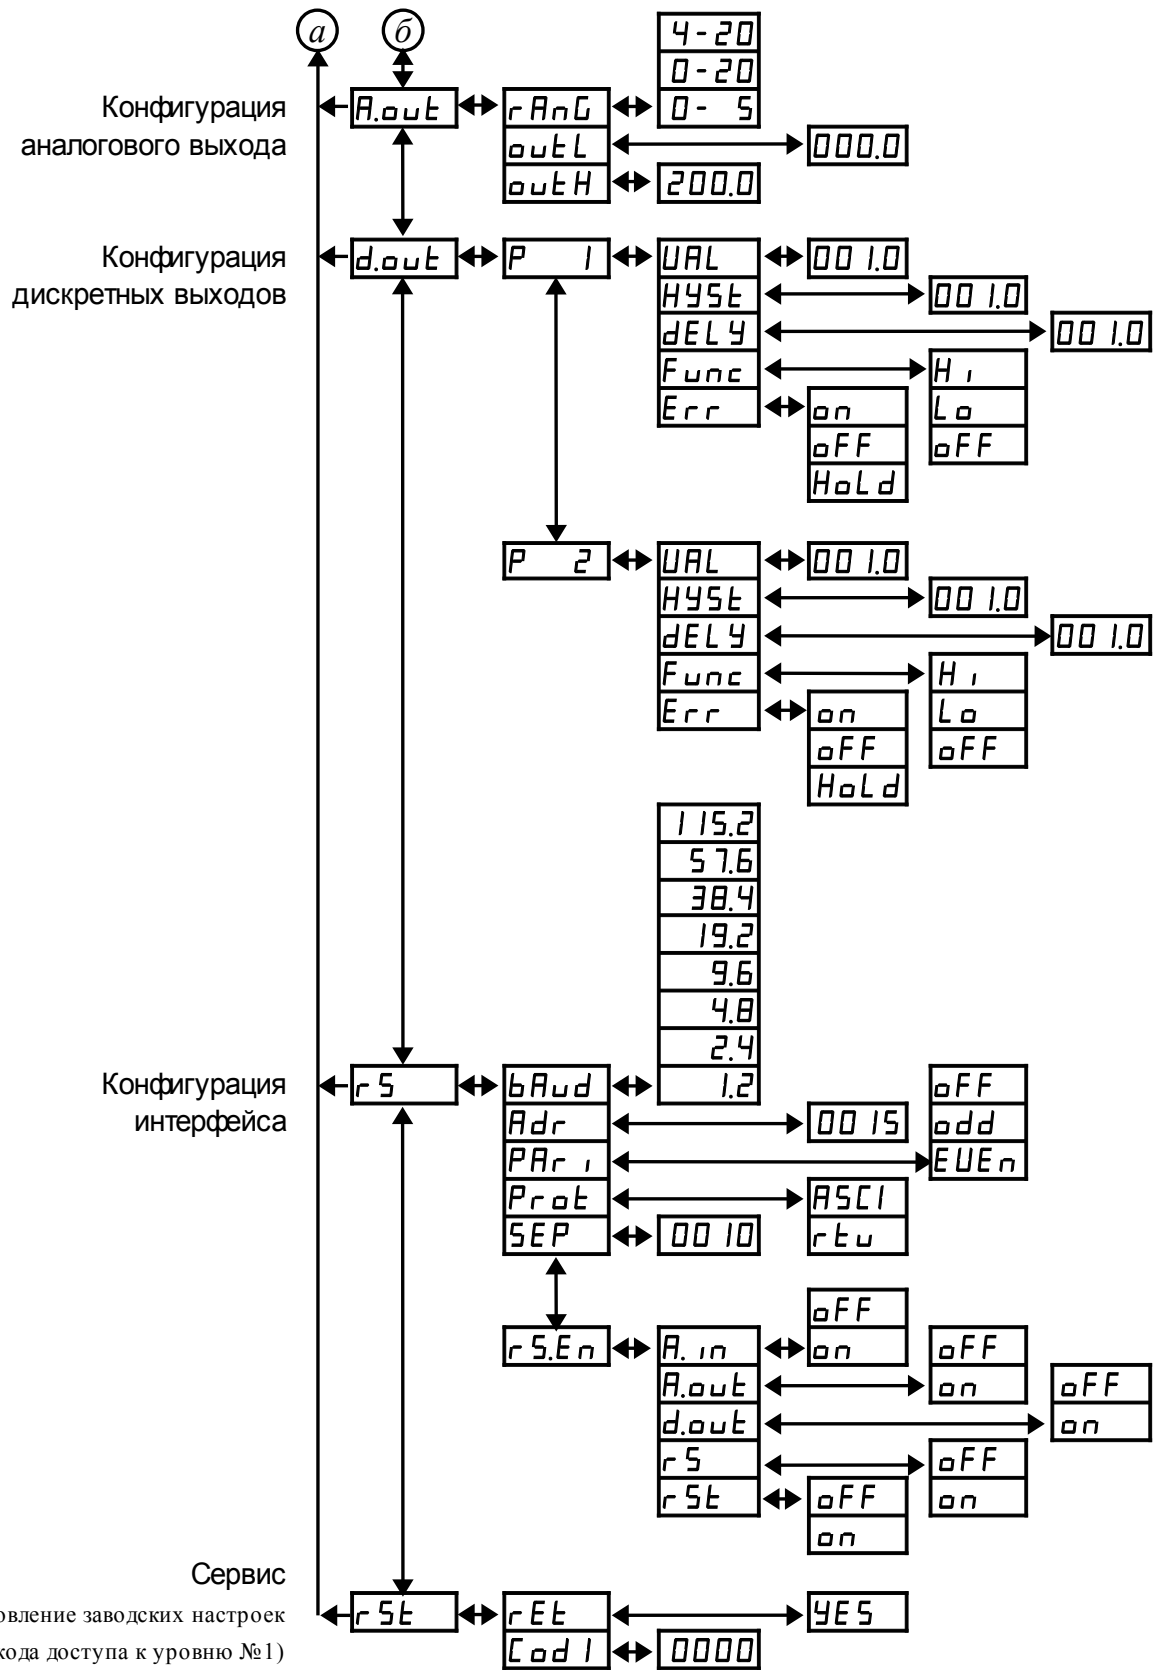 а б
4-20
0-20
0- 5
Конфигурация
аналогового выхода
A.out rAnG
outL 000.0
outH 200.0
Конфигурация
дискретных выходов
d.out P 1 UAL 001.0
HYSt 001.0
dELY 001.0
Func Hi
Lo
oFF
Err on
oFF
HoLd
P 2 UAL 001.0
HYSt 001.0
dELY 001.0
Func Hi
Lo
oFF
Err on
oFF
HoLd
115.2
57.6
38.4
19.2
9.6
4.8
2.4
1.2
Конфигурация
интерфейса
rS bAud
Adr 0015
PAri oFF
odd
EUEn
Prot ASCI
rtu
SEP 0010
rS.En A.in oFF
on
A.out oFF
on
d.out oFF
on
rS oFF
on
rSt oFF
on
Сервис
заводских настроек
кода доступа к уровню №1)
rSt rEt YES
Cod1 0000